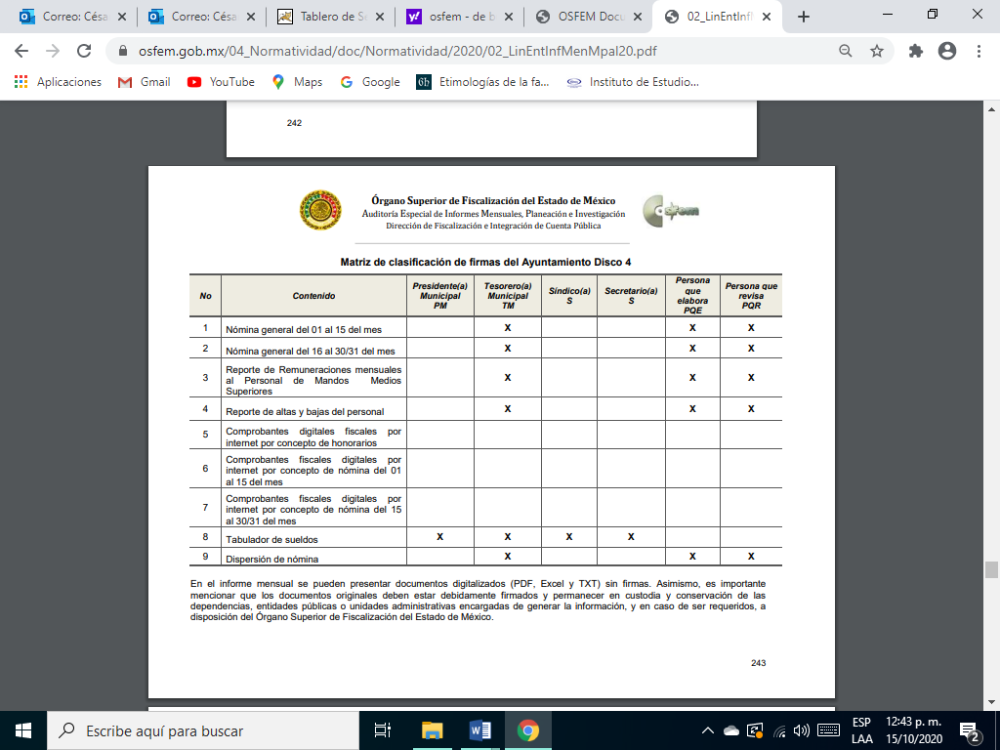 Correo: Césa
Correo: Césa
Tablero de S
osfem - de b
OSFEM Docu
02_LinEntInfl
osfem.gob.mx/04_Normatividad/doc/Normatividad/2020/02_LinEntInfMenMpal20.pdf
Aplicaciones
Gmail
YouTube
Maps
Google
Etimologías de la fa...
Instituto de Estudio...
242
Órgano Superior de Fiscalización del Estado de México
Auditoría Especial de Informes Mensuales, Planeación e Investigación
Dirección de Fiscalización e Integración de Cuenta Pública
osfem
Matriz de clasificación de firmas del Ayuntamiento Disco 4
No Contenido Presidente(a) Municipal PM Tesorero(a) Municipal TM Síndico(a) S Secretario(a) S Persona que elabora PQE Persona que revisa PQR
1 Nómina general del 01 al 15 del mes X X X
2 Nómina general del 16 al 30/31 del mes X X X
3 Reporte de Remuneraciones mensuales al Personal de Mandos Medios Superiores X X X
4 Reporte de altas y bajas del personal X X X
5 Comprobantes digitales fiscales por internet por concepto de honorarios
6 Comprobantes fiscales digitales por internet por concepto de nómina del 01 al 15 del mes
7 Comprobantes fiscales digitales por internet por concepto de nómina del 15 al 30/31 del mes
8 Tabulador de sueldos X X X X
9 Dispersión de nómina X X X
En el informe mensual se pueden presentar documentos digitalizados (PDF, Excel y TXT) sin firmas. Asimismo, es importante
mencionar que los documentos originales deben estar debidamente firmados y permanecer en custodia y conservación de las
dependencias, entidades públicas o unidades administrativas encargadas de generar la información, y en caso de ser requeridos, a
disposición del Órgano Superior de Fiscalización del Estado de México.
243
Escribe aquí para buscar
ESP
LAA
12:43 p. m.
15/10/2020
2